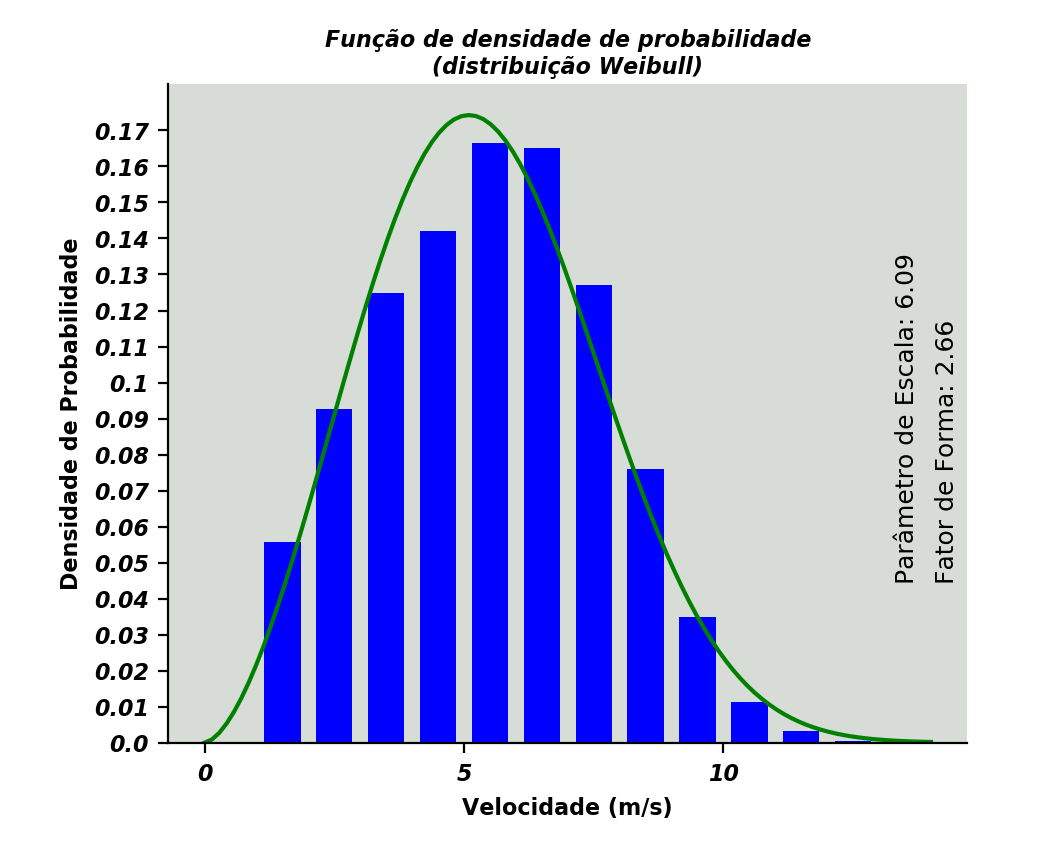 Função de densidade de probabilidade
(distribuição Weibull)
0.17
0.16
0.15
0.14
0.13
0.12
0.11
0.1
0.09
0.08
0.07
0.06
0.05
0.04
0.03
0.02
0.01
0.0
Densidade de Probabilidade
Parâmetro de Escala: 6.09
Fator de Forma: 2.66
0 5 10
Velocidade (m/s)